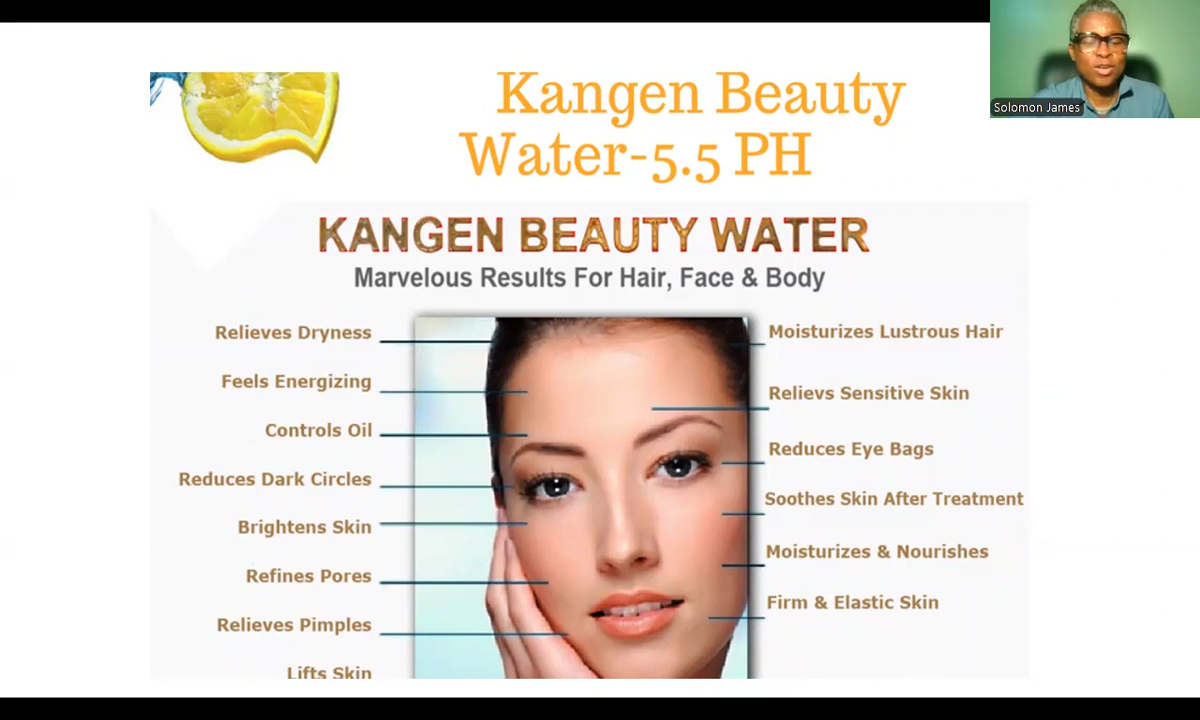 Kangen Beauty
Water-5.5 PH
Solomon James
KANGEN BEAUTY WATER
Marvelous Results For Hair, Face & Body
Relieves Dryness
Feels Energizing
Controls Oil
Reduces Dark Circles
Brightens Skin
Refines Pores
Relieves Pimples
Lifts Skin
Moisturizes Lustrous Hair
Relievs Sensitive Skin
Reduces Eye Bags
Soothes Skin After Treatment
Moisturizes & Nourishes
Firm & Elastic Skin